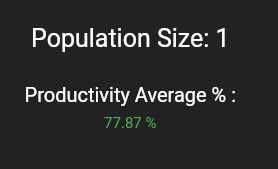 Population Size: 1
Productivity Average % :
77.87 %